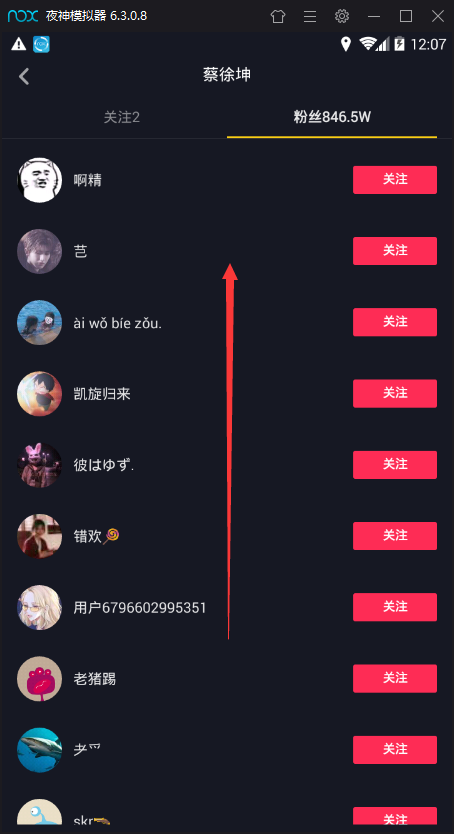 nox 夜神模拟器 6.3.0.8
12:07
蔡徐坤
关注2 粉丝846.5W
啊精 关注
芑 关注
ài wǒ bíe zǒu. 关注
凯旋归来 关注
彼はゆず. 关注
错欢🍭 关注
用户6796602995351 关注
老猪踢 关注
关注
skr 关注